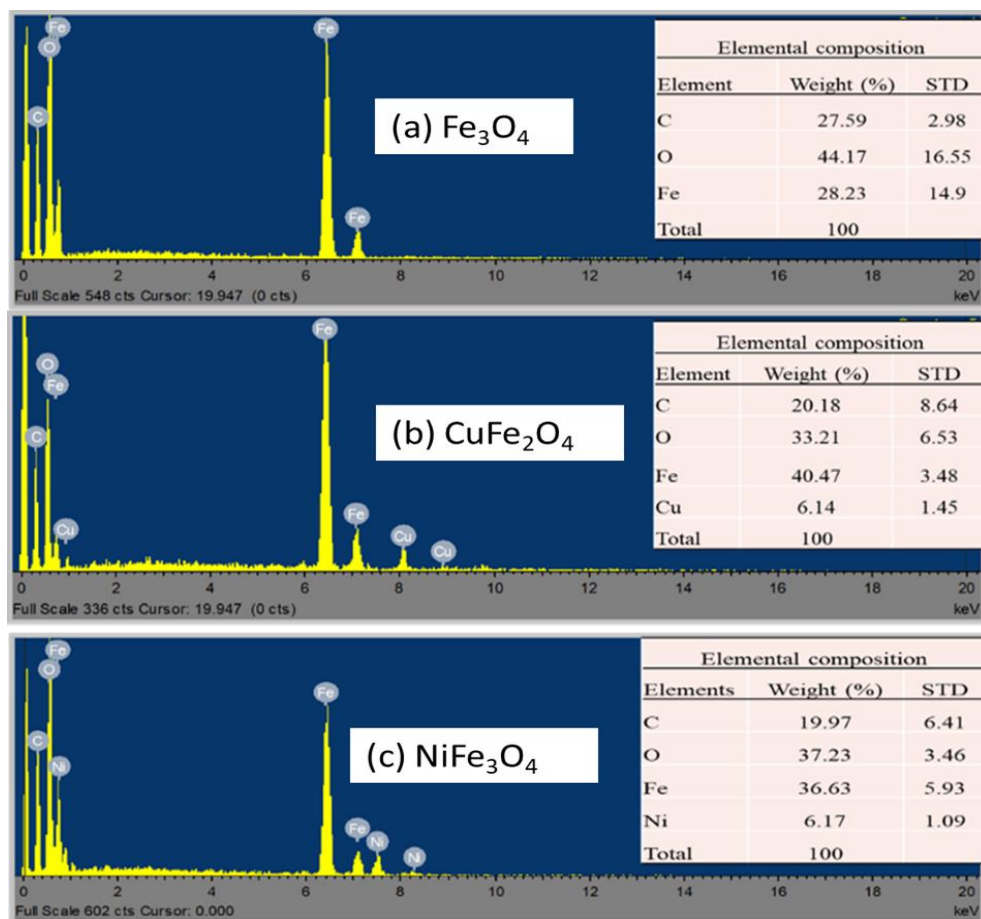 Fe
O
C
Fe
Fe
(a) Fe₃O₄
Elemental composition
Element Weight (%) STD
C 27.59 2.98
O 44.17 16.55
Fe 28.23 14.9
Total 100
0 2 4 6 8 10 12 14 16 18 20
Full Scale 548 cts Cursor: 19.947 (0 cts) keV
O
Fe
C
Cu
Fe
Fe
Cu
Cu
(b) CuFe₂O₄
Elemental composition
Element Weight (%) STD
C 20.18 8.64
O 33.21 6.53
Fe 40.47 3.48
Cu 6.14 1.45
Total 100
0 2 4 6 8 10 12 14 16 18 20
Full Scale 336 cts Cursor: 19.947 (0 cts) keV
Fe
O
C
Ni
Fe
Fe
Ni
Ni
(c) NiFe₃O₄
Elemental composition
Elements Weight (%) STD
C 19.97 6.41
O 37.23 3.46
Fe 36.63 5.93
Ni 6.17 1.09
Total 100
0 2 4 6 8 10 12 14 16 18 20
Full Scale 602 cts Cursor: 0.000 keV